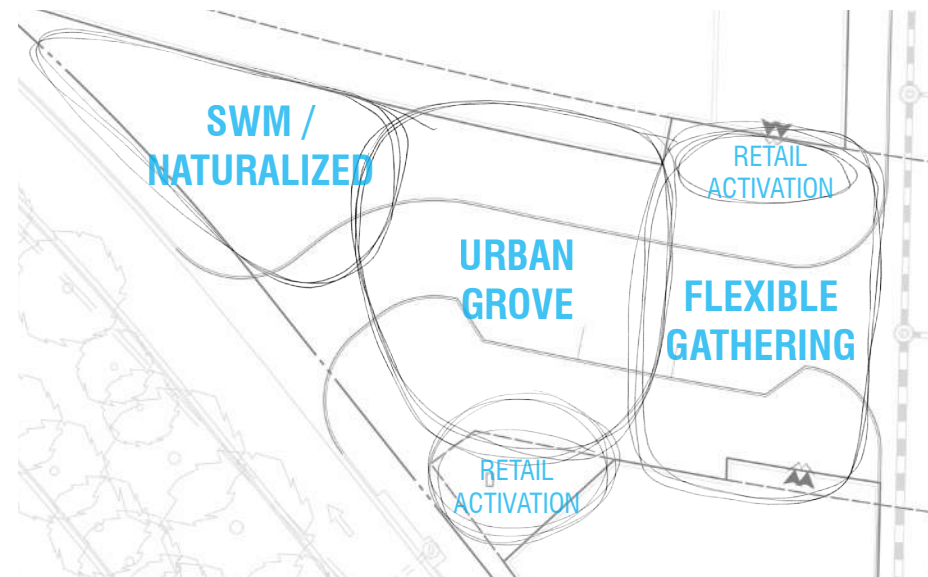 SWM /
NATURALIZED
RETAIL
ACTIVATION
URBAN
GROVE
FLEXIBLE
GATHERING
RETAIL
ACTIVATION